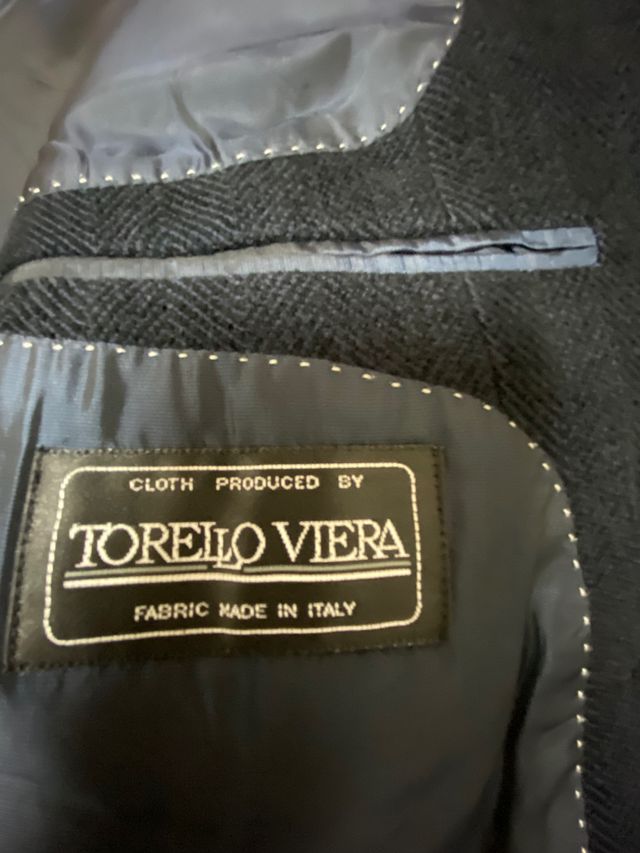 CLOTH PRODUCED BY
TORELLO VIERA
FABRIC MADE IN ITALY